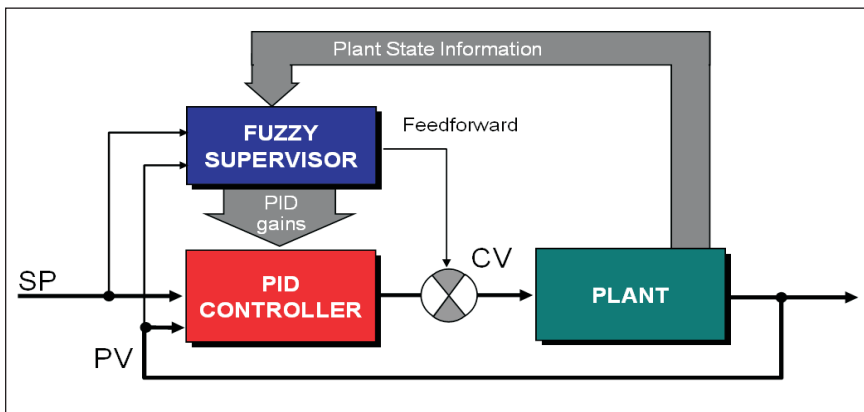 Plant State Information
FUZZY
SUPERVISOR
Feedforward
PID
gains
SP
PID
CONTROLLER
CV
PLANT
PV